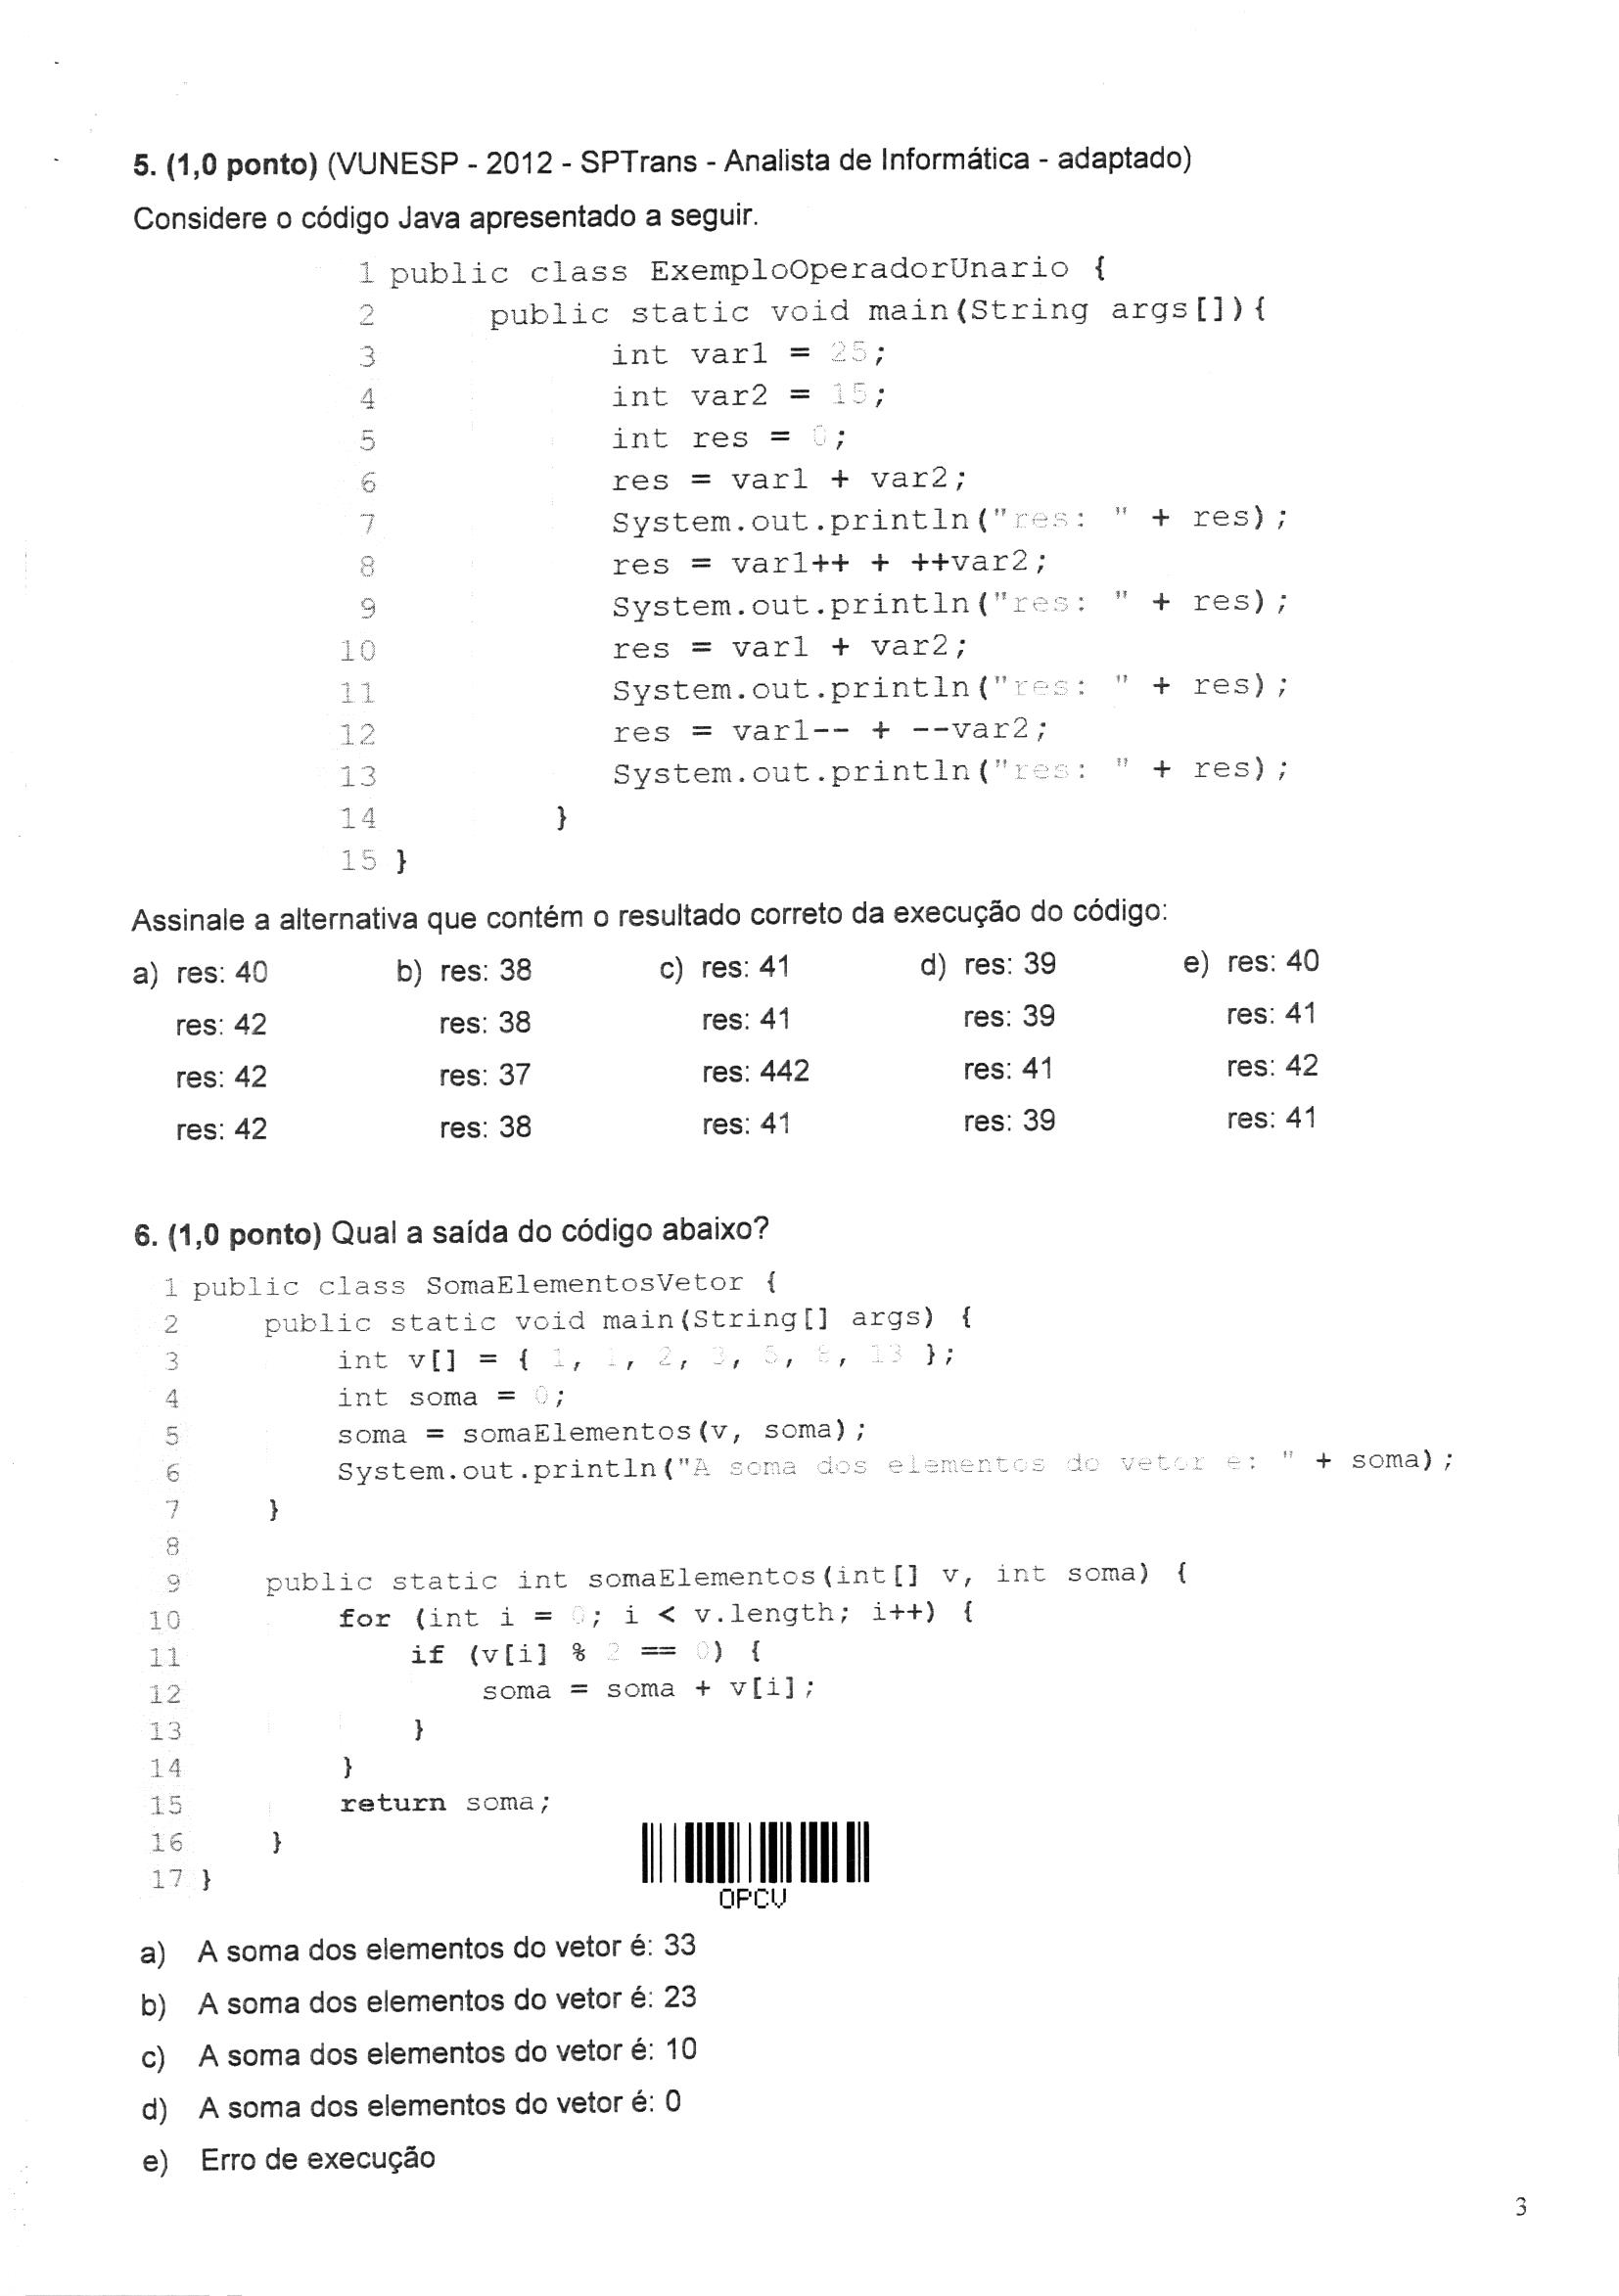 5. (1,0 ponto) (VUNESP - 2012 - SPTrans - Analista de Informática - adaptado)
Considere o código Java apresentado a seguir.
1 public class ExemploOperadorUnario {
2 public static void main(String args[]){
3 int var1 = 25;
4 int var2 = 15;
5 int res = 0;
6 res = var1 + var2;
7 System.out.println("res: " + res);
8 res = var1++ + ++var2;
9 System.out.println("res: " + res);
10 res = var1 + var2;
11 System.out.println("res: " + res);
12 res = var1-- + --var2;
13 System.out.println("res: " + res);
14 }
15 }
Assinale a alternativa que contém o resultado correto da execução do código:
a) res: 40 b) res: 38 c) res: 41 d) res: 39 e) res: 40
res: 42 res: 38 res: 41 res: 39 res: 41
res: 42 res: 37 res: 442 res: 41 res: 42
res: 42 res: 38 res: 41 res: 39 res: 41
6. (1,0 ponto) Qual a saída do código abaixo?
1 public class SomaElementosVetor {
2 public static void main(String[] args) {
3 int v[] = { 1, 1, 2, 3, 5, 8, 13 };
4 int soma = 0;
5 soma = somaElementos(v, soma);
6 System.out.println("A soma dos elementos do vetor e: " + soma);
7 }
8
9 public static int somaElementos(int[] v, int soma) {
10 for (int i = 0; i < v.length; i++) {
11 if (v[i] % 2 == 0) {
12 soma = soma + v[i];
13 }
14 }
15 return soma;
16 }
17 }
OPCV
a) A soma dos elementos do vetor é: 33
b) A soma dos elementos do vetor é: 23
c) A soma dos elementos do vetor é: 10
d) A soma dos elementos do vetor é: 0
e) Erro de execução
3